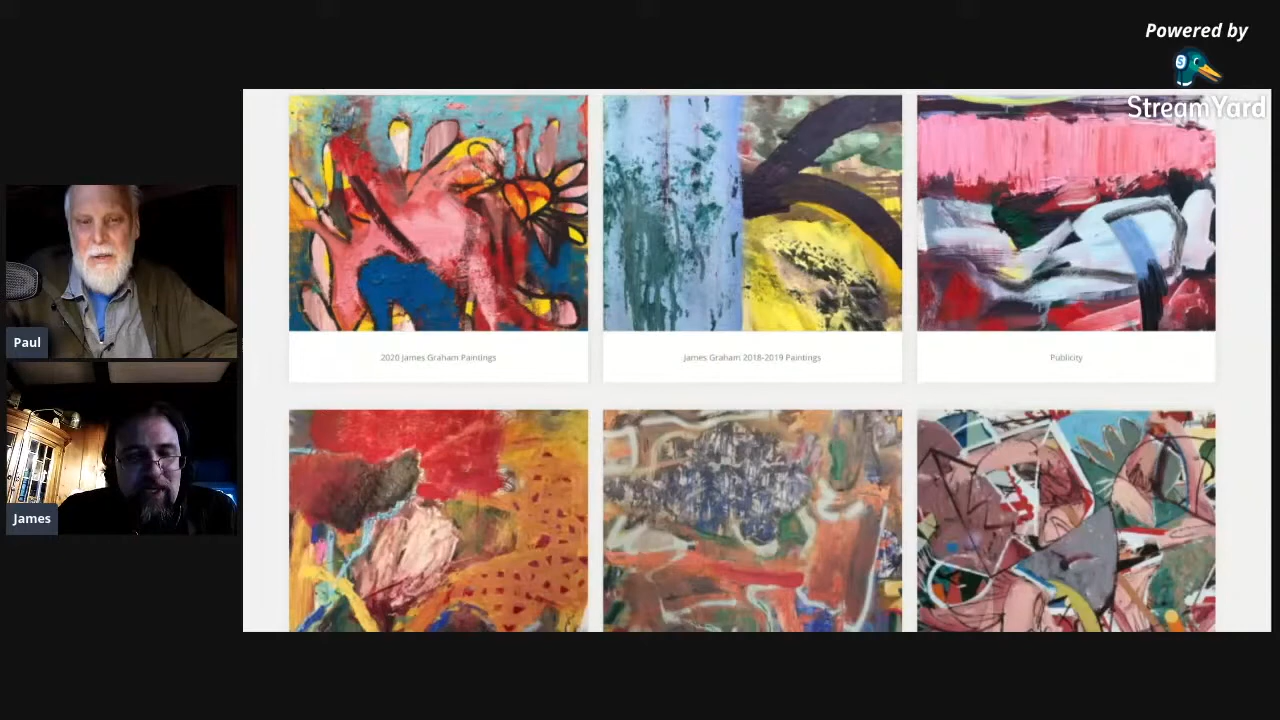 Powered by
StreamYard
Paul
James
2020 James Graham Paintings
James Graham 2018-2019 Paintings
Publicity